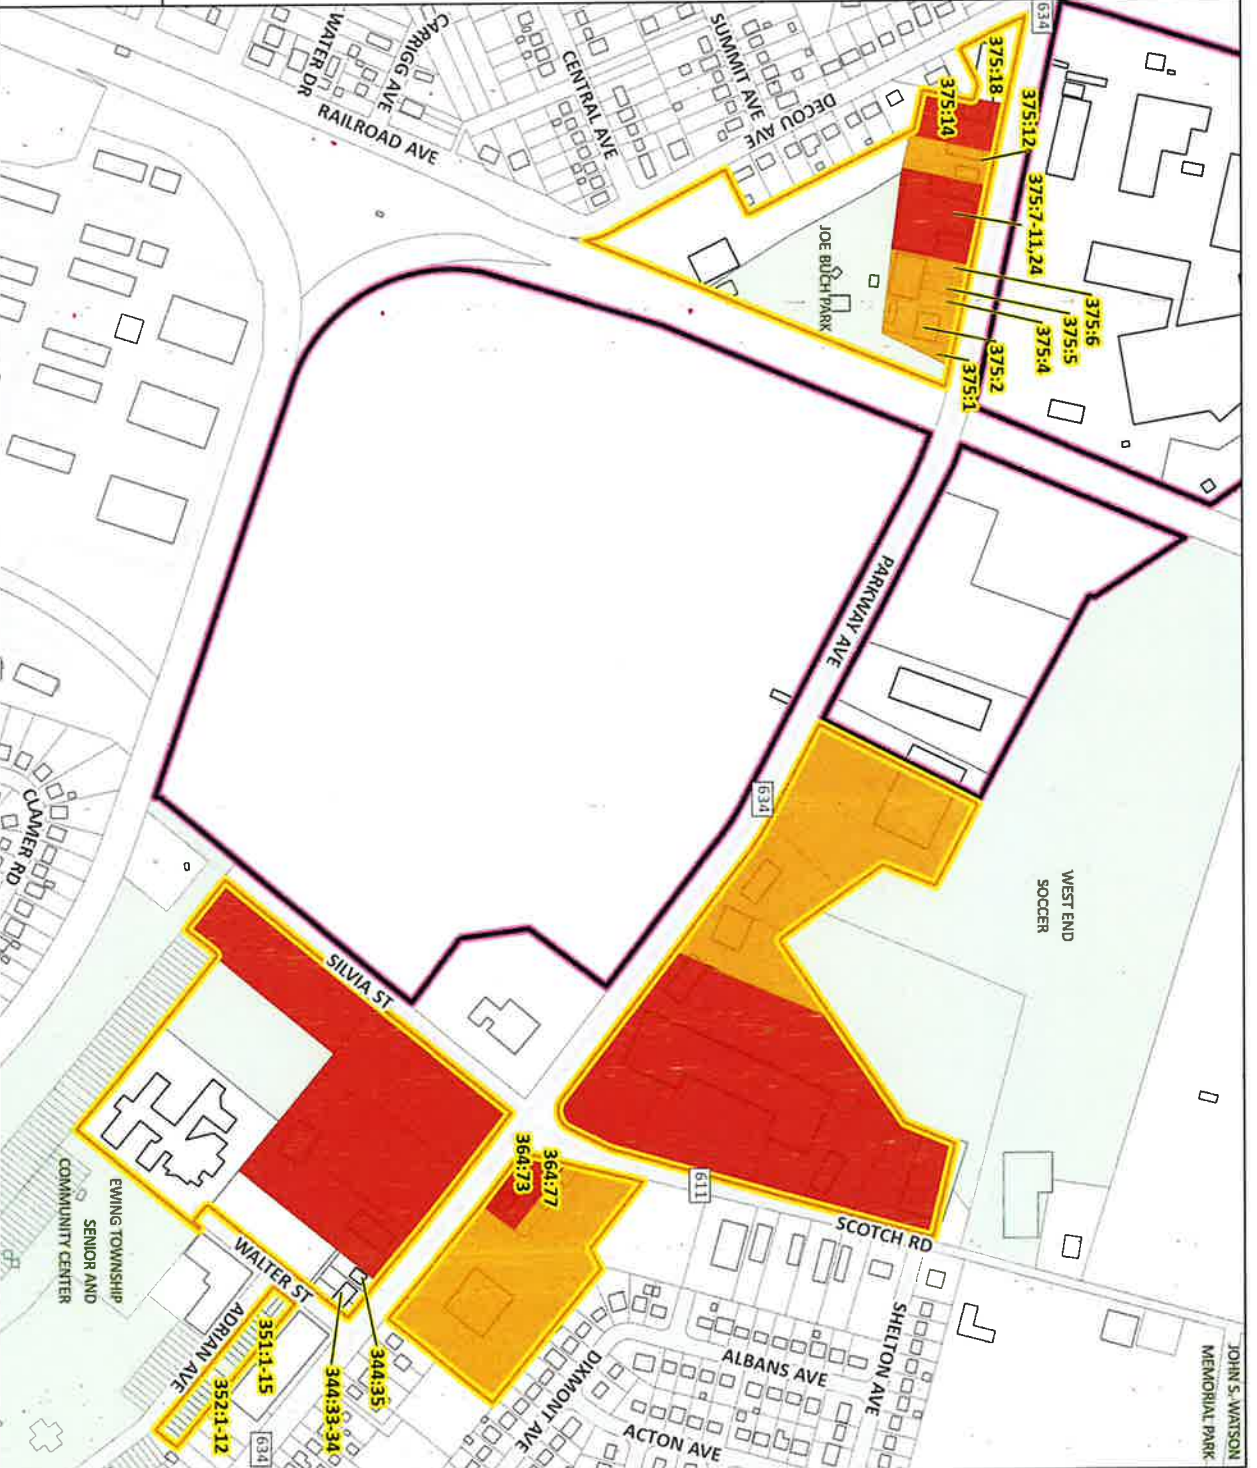 634
375:18
375:14
375:12
375:7-11,24
375:6
375:5
375:4
375:2
375:1
JOE BUCH PARK
CARRIGG AVE
WATER DR
RAILROAD AVE
CENTRAL AVE
SUMMIT AVE
DECOU AVE
PARKWAY AVE
634
WEST END
SOCCER
CLAMER RD
SILVIA ST
364:77
364:73
611
SCOTCH RD
SHELTON AVE
ALBANS AVE
ACTON AVE
DIXMONT AVE
WALTER ST
ADRIAN AVE
344:35
344:33-34
351:1-15
352:1-12
634
EWING TOWNSHIP
SENIOR AND
COMMUNITY CENTER
JOHN S. WATSON
MEMORIAL PARK